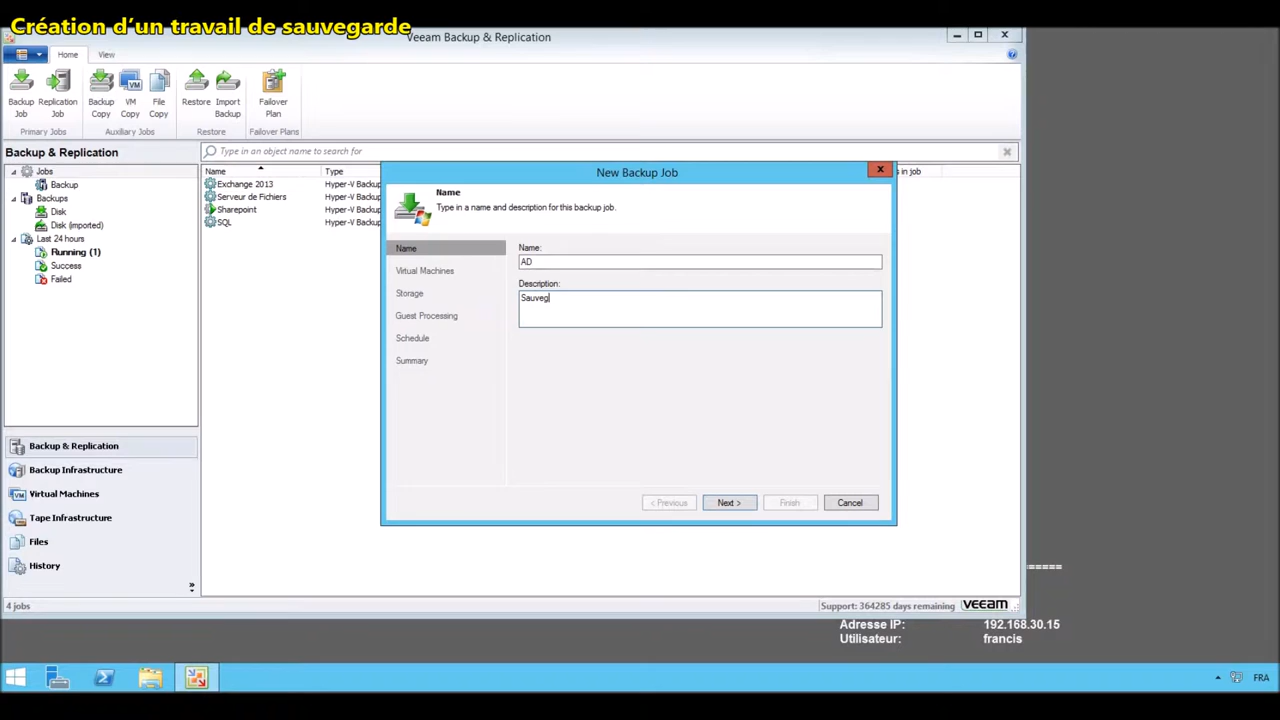 Création d’un travail de sauvegarde
Veeam Backup & Replication
Home View
Backup Job
Replication Job
Backup Copy
VM Copy
File Copy
Restore
Import Backup
Failover Plan
Primary Jobs
Auxiliary Jobs
Restore
Failover Plans
Backup & Replication
Type in an object name to search for
Jobs
Backup
Backups
Disk
Disk (imported)
Last 24 hours
Running (1)
Success
Failed
Name Type s in job
Exchange 2013 Hyper-V Backup
Serveur de Fichiers Hyper-V Backup
Sharepoint Hyper-V Backup
SQL Hyper-V Backup
New Backup Job
Name
Type in a name and description for this backup job.
Name
Virtual Machines
Storage
Guest Processing
Schedule
Summary
Name:
AD
Description:
Sauveg
< Previous
Next >
Finish
Cancel
Backup & Replication
Backup Infrastructure
Virtual Machines
Tape Infrastructure
Files
History
»
4 jobs
Support: 364285 days remaining veeam
=====
Adresse IP: 192.168.30.15
Utilisateur: francis
FRA